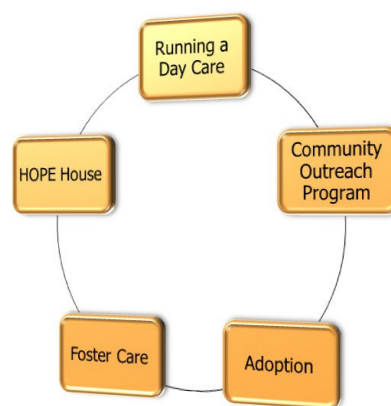 Running a
Day Care
Community
Outreach
Program
Adoption
Foster Care
HOPE House